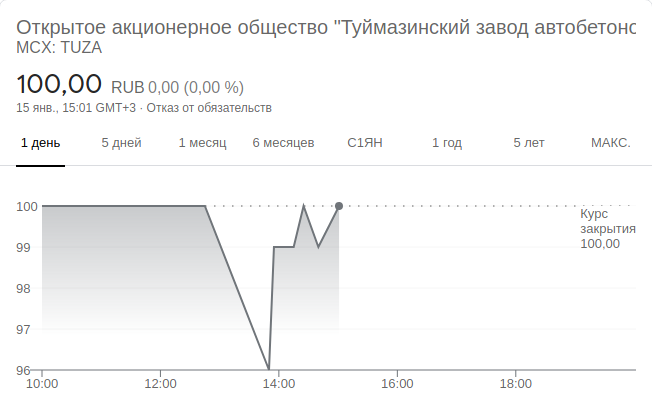 Открытое акционерное общество "Туймазинский завод автобетоно
MCX: TUZA
100,00 RUB 0,00 (0,00 %)
15 янв., 15:01 GMT+3 · Отказ от обязательств
1 день 5 дней 1 месяц 6 месяцев С1ЯН 1 год 5 лет МАКС.
100
Курс
закрытия
100,00
99
98
97
96
10:00 12:00 14:00 16:00 18:00